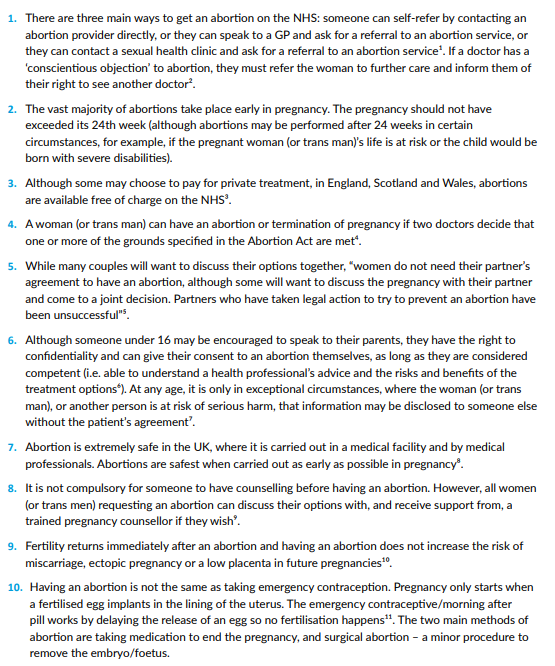 1. There are three main ways to get an abortion on the NHS: someone can self-refer by contacting an
abortion provider directly, or they can speak to a GP and ask for a referral to an abortion service, or
they can contact a sexual health clinic and ask for a referral to an abortion service¹. If a doctor has a
‘conscientious objection’ to abortion, they must refer the woman to further care and inform them of
their right to see another doctor².
2. The vast majority of abortions take place early in pregnancy. The pregnancy should not have
exceeded its 24th week (although abortions may be performed after 24 weeks in certain
circumstances, for example, if the pregnant woman (or trans man)'s life is at risk or the child would be
born with severe disabilities).
3. Although some may choose to pay for private treatment, in England, Scotland and Wales, abortions
are available free of charge on the NHS³.
4. A woman (or trans man) can have an abortion or termination of pregnancy if two doctors decide that
one or more of the grounds specified in the Abortion Act are met⁴.
5. While many couples will want to discuss their options together, "women do not need their partner's
agreement to have an abortion, although some will want to discuss the pregnancy with their partner
and come to a joint decision. Partners who have taken legal action to try to prevent an abortion have
been unsuccessful"⁵.
6. Although someone under 16 may be encouraged to speak to their parents, they have the right to
confidentiality and can give their consent to an abortion themselves, as long as they are considered
competent (i.e. able to understand a health professional's advice and the risks and benefits of the
treatment options⁶). At any age, it is only in exceptional circumstances, where the woman (or trans
man), or another person is at risk of serious harm, that information may be disclosed to someone else
without the patient's agreement⁷.
7. Abortion is extremely safe in the UK, where it is carried out in a medical facility and by medical
professionals. Abortions are safest when carried out as early as possible in pregnancy⁸.
8. It is not compulsory for someone to have counselling before having an abortion. However, all women
(or trans men) requesting an abortion can discuss their options with, and receive support from, a
trained pregnancy counsellor if they wish⁹.
9. Fertility returns immediately after an abortion and having an abortion does not increase the risk of
miscarriage, ectopic pregnancy or a low placenta in future pregnancies¹⁰.
10. Having an abortion is not the same as taking emergency contraception. Pregnancy only starts when
a fertilised egg implants in the lining of the uterus. The emergency contraceptive/morning after
pill works by delaying the release of an egg so no fertilisation happens¹¹. The two main methods of
abortion are taking medication to end the pregnancy, and surgical abortion – a minor procedure to
remove the embryo/foetus.